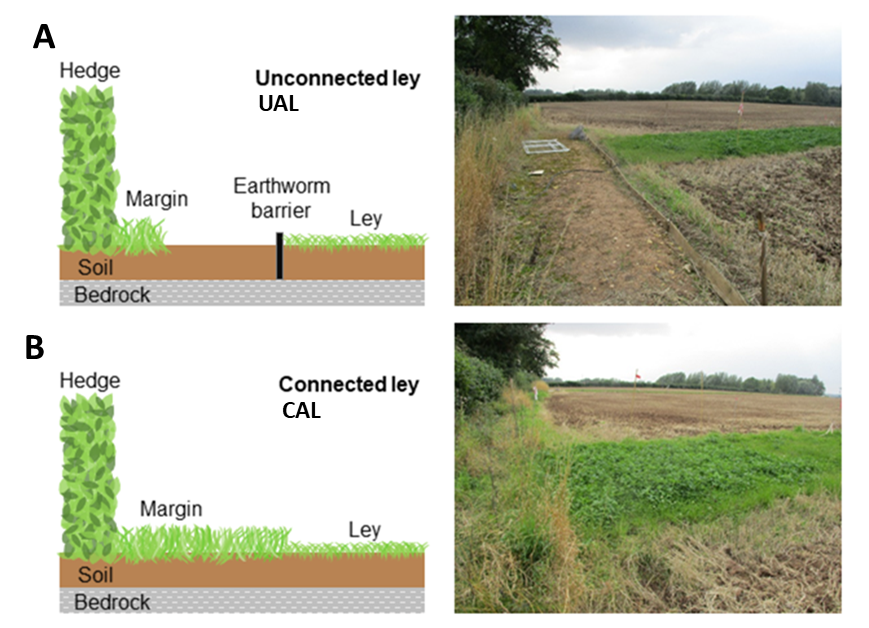 A
Hedge
Unconnected ley
UAL
Margin
Earthworm
barrier
Ley
Soil
Bedrock
B
Hedge
Connected ley
CAL
Margin
Ley
Soil
Bedrock